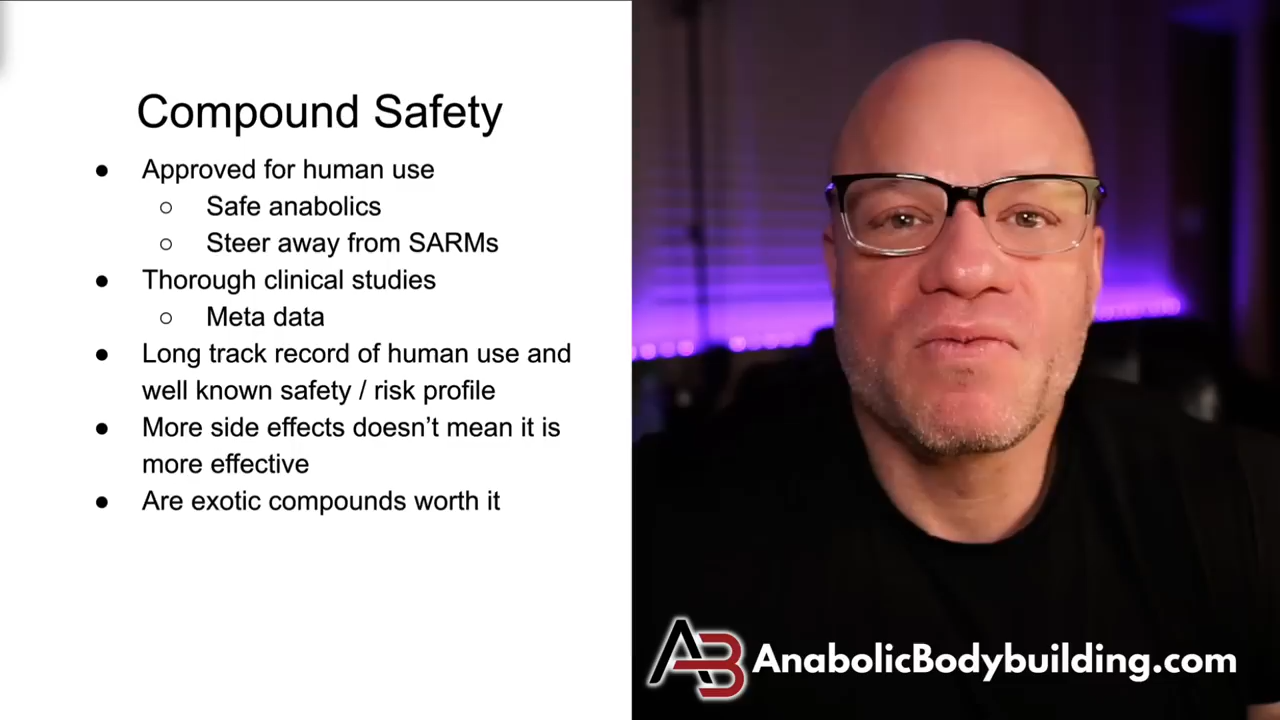 Compound Safety
● Approved for human use
○ Safe anabolics
○ Steer away from SARMs
● Thorough clinical studies
○ Meta data
● Long track record of human use and
well known safety / risk profile
● More side effects doesn’t mean it is
more effective
● Are exotic compounds worth it
AB AnabolicBodybuilding.com